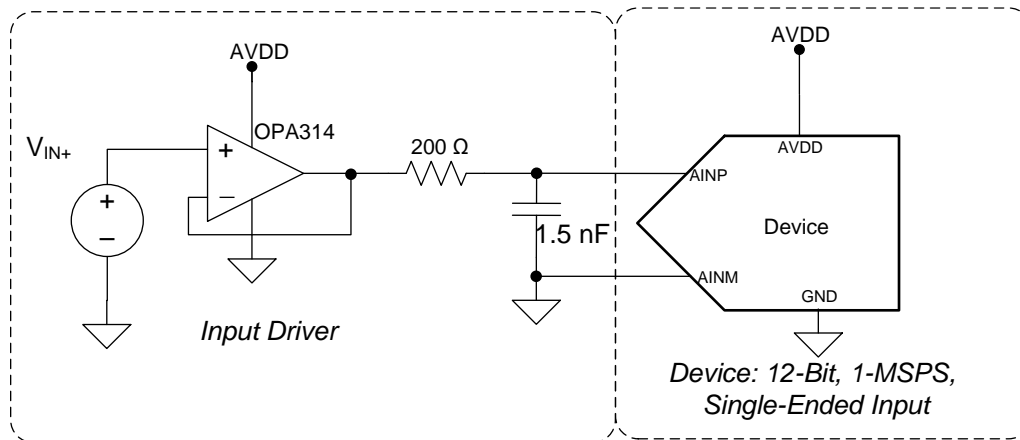 AVDD
OPA314
VIN+
+
−
+
−
200 Ω
1.5 nF
Input Driver
AVDD
AVDD
AINP
Device
AINM
GND
Device: 12-Bit, 1-MSPS,
Single-Ended Input